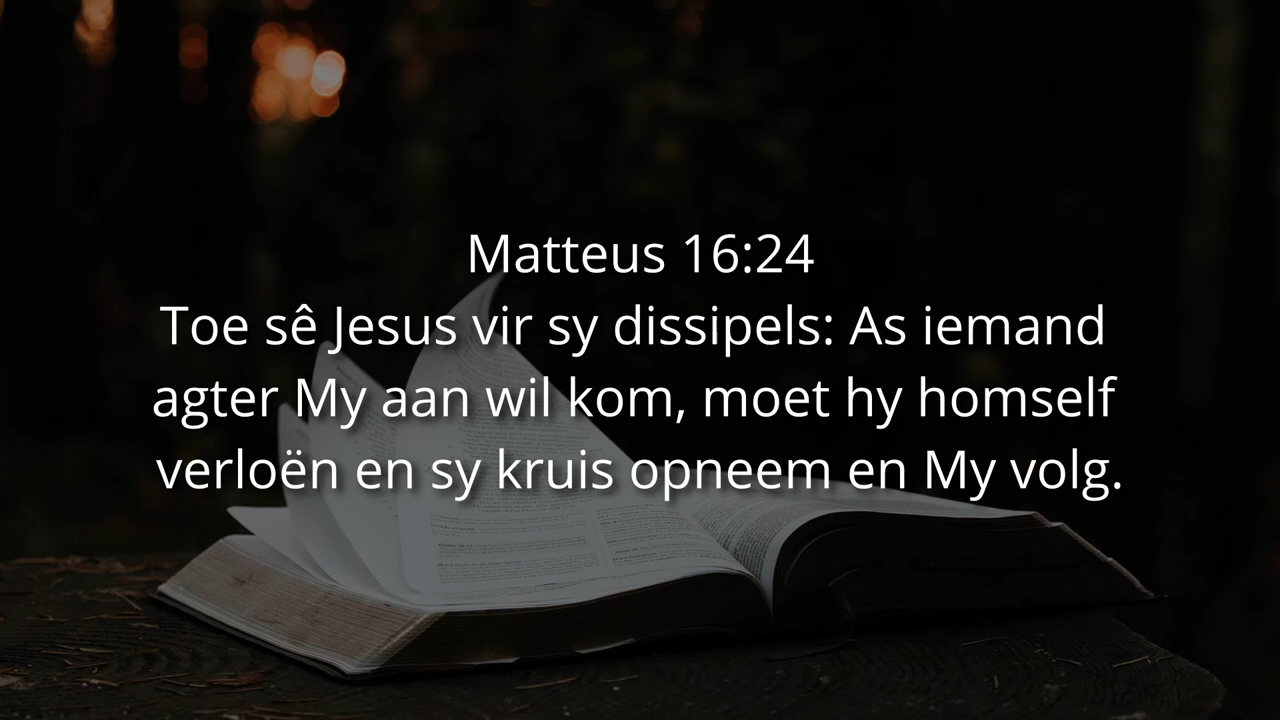 Matteus 16:24
Toe sê Jesus vir sy dissipels: As iemand
agter My aan wil kom, moet hy homself
verloën en sy kruis opneem en My volg.